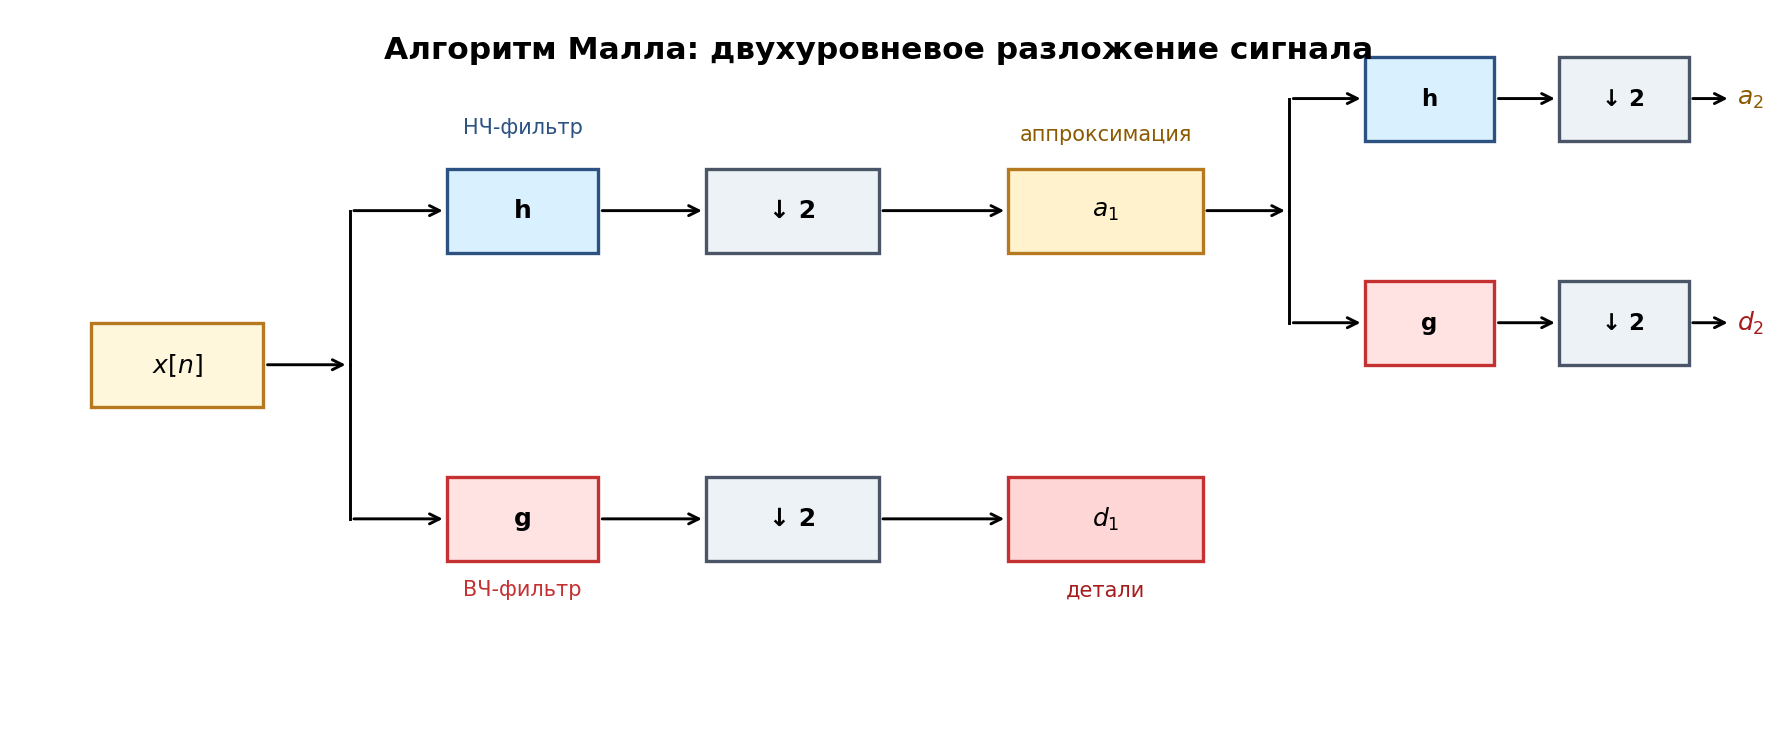 Алгоритм Малла: двухуровневое разложение сигнала
h
↓ 2
a₂
НЧ-фильтр
аппроксимация
h
↓ 2
a₁
g
↓ 2
d₂
x[n]
g
↓ 2
d₁
ВЧ-фильтр
детали